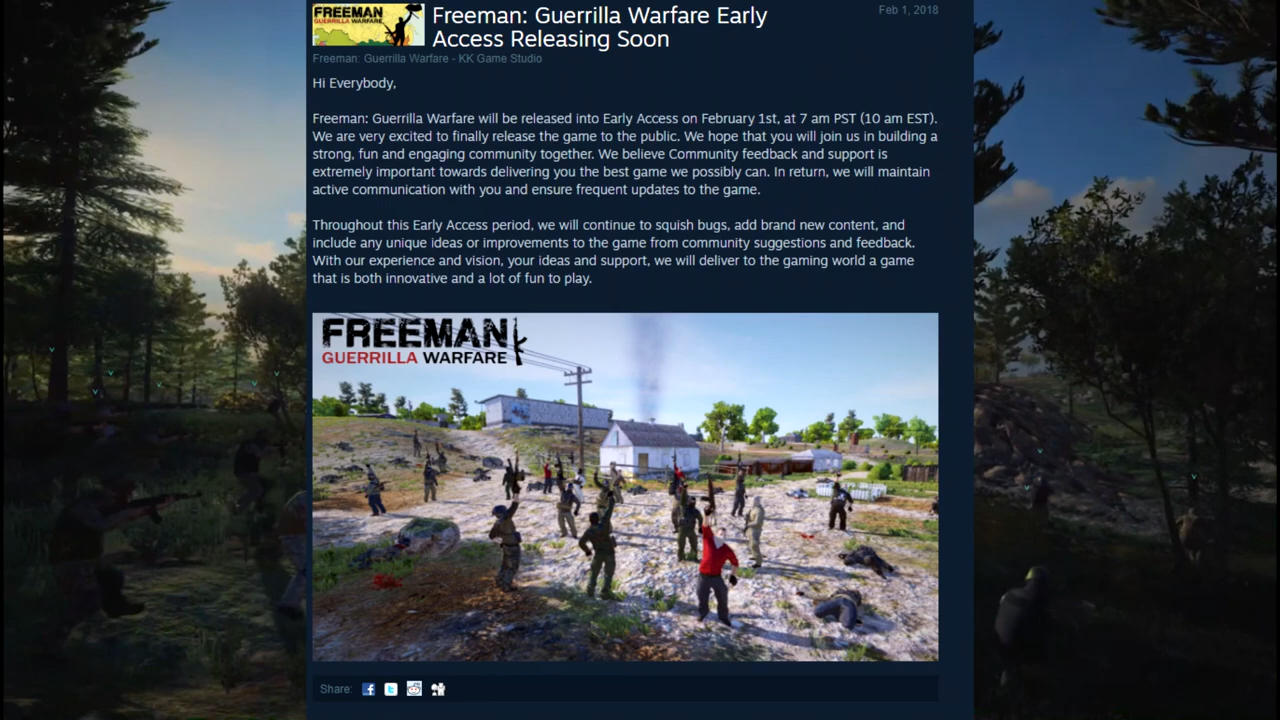 FREEMAN
GUERRILLA WARFARE
Freeman: Guerrilla Warfare Early
Access Releasing Soon
Feb 1, 2018
Freeman: Guerrilla Warfare - KK Game Studio
Hi Everybody,
Freeman: Guerrilla Warfare will be released into Early Access on February 1st, at 7 am PST (10 am EST).
We are very excited to finally release the game to the public. We hope that you will join us in building a
strong, fun and engaging community together. We believe Community feedback and support is
extremely important towards delivering you the best game we possibly can. In return, we will maintain
active communication with you and ensure frequent updates to the game.
Throughout this Early Access period, we will continue to squish bugs, add brand new content, and
include any unique ideas or improvements to the game from community suggestions and feedback.
With our experience and vision, your ideas and support, we will deliver to the gaming world a game
that is both innovative and a lot of fun to play.
FREEMAN
GUERRILLA WARFARE
Share: